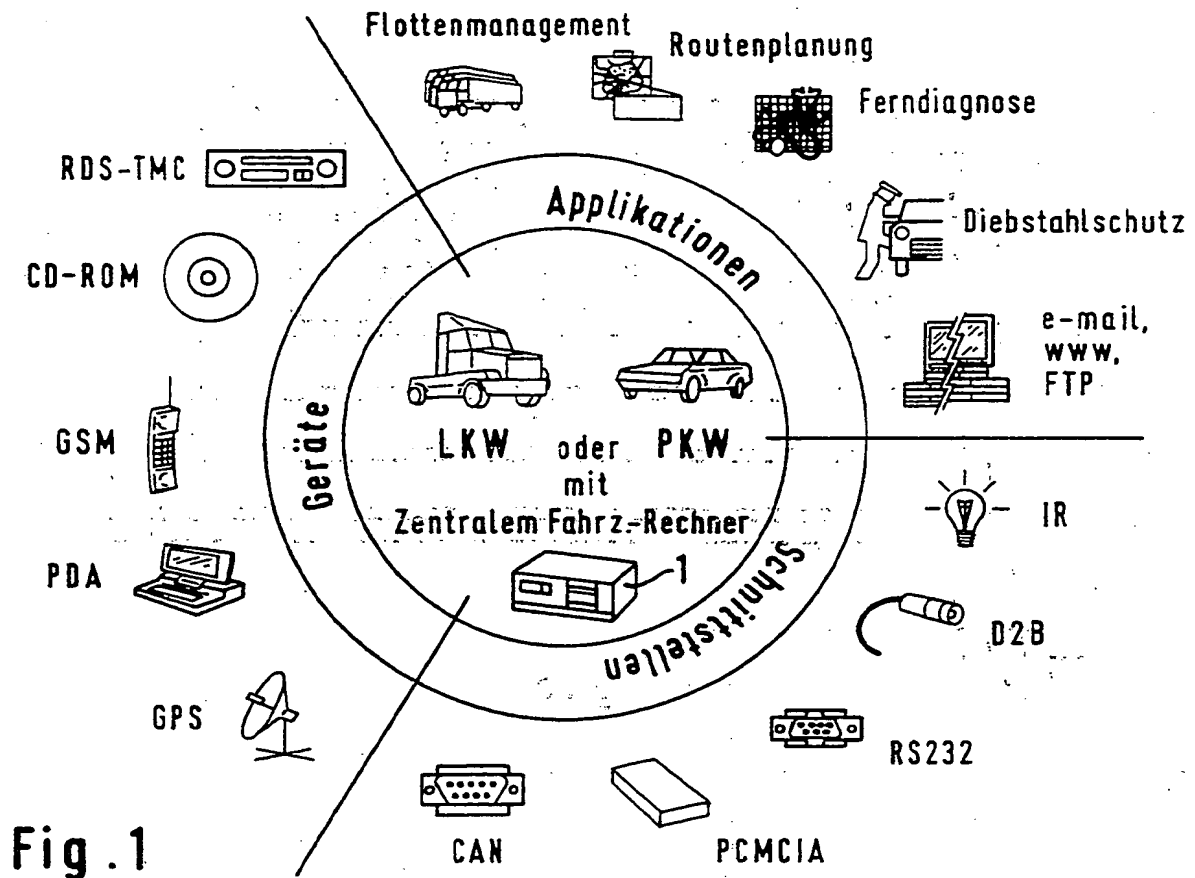 Flottenmanagement
Routenplanung
Ferndiagnose
Diebstahlschutz
e-mail,
www,
FTP
RDS-TMC
CD-ROM
GSM
PDA
GPS
Applikationen
Geräte
Schnittstellen
LKW oder PKW
mit
Zentralem Fahrz.-Rechner
1
IR
D2B
RS232
PCMCIA
CAN
Fig.1